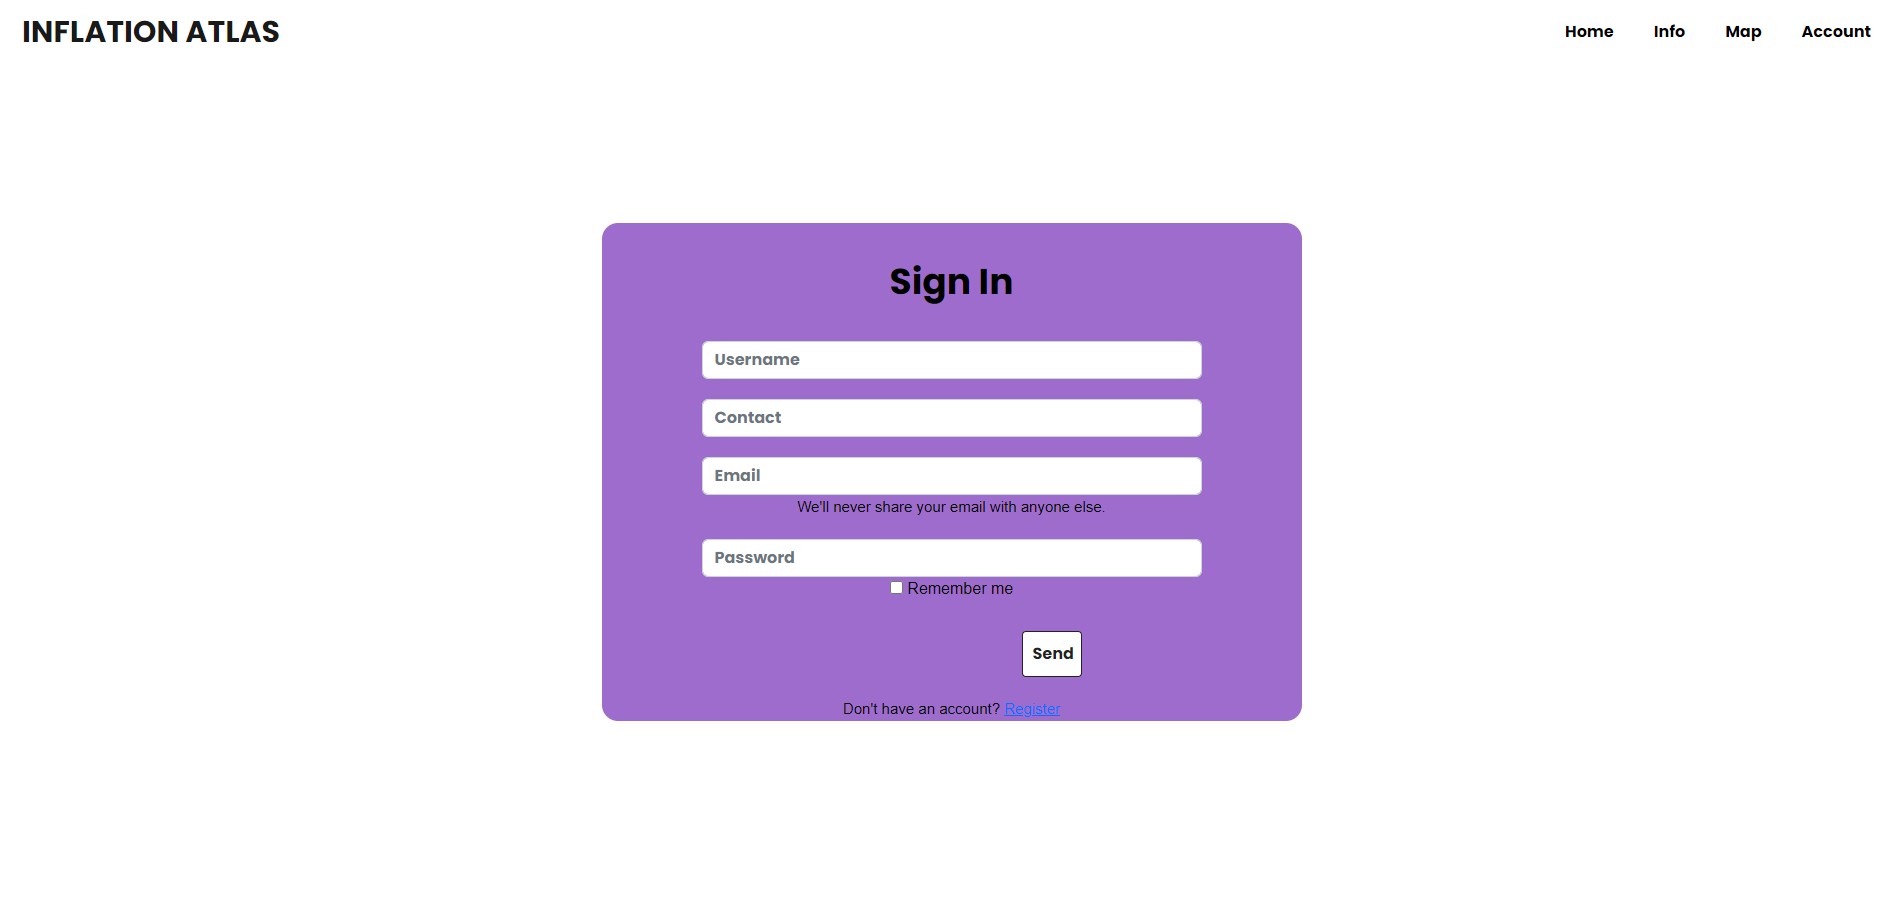 INFLATION ATLAS
Home Info Map Account
Sign In
Username
Contact
Email
We'll never share your email with anyone else.
Password
Remember me
Send
Don't have an account? Register